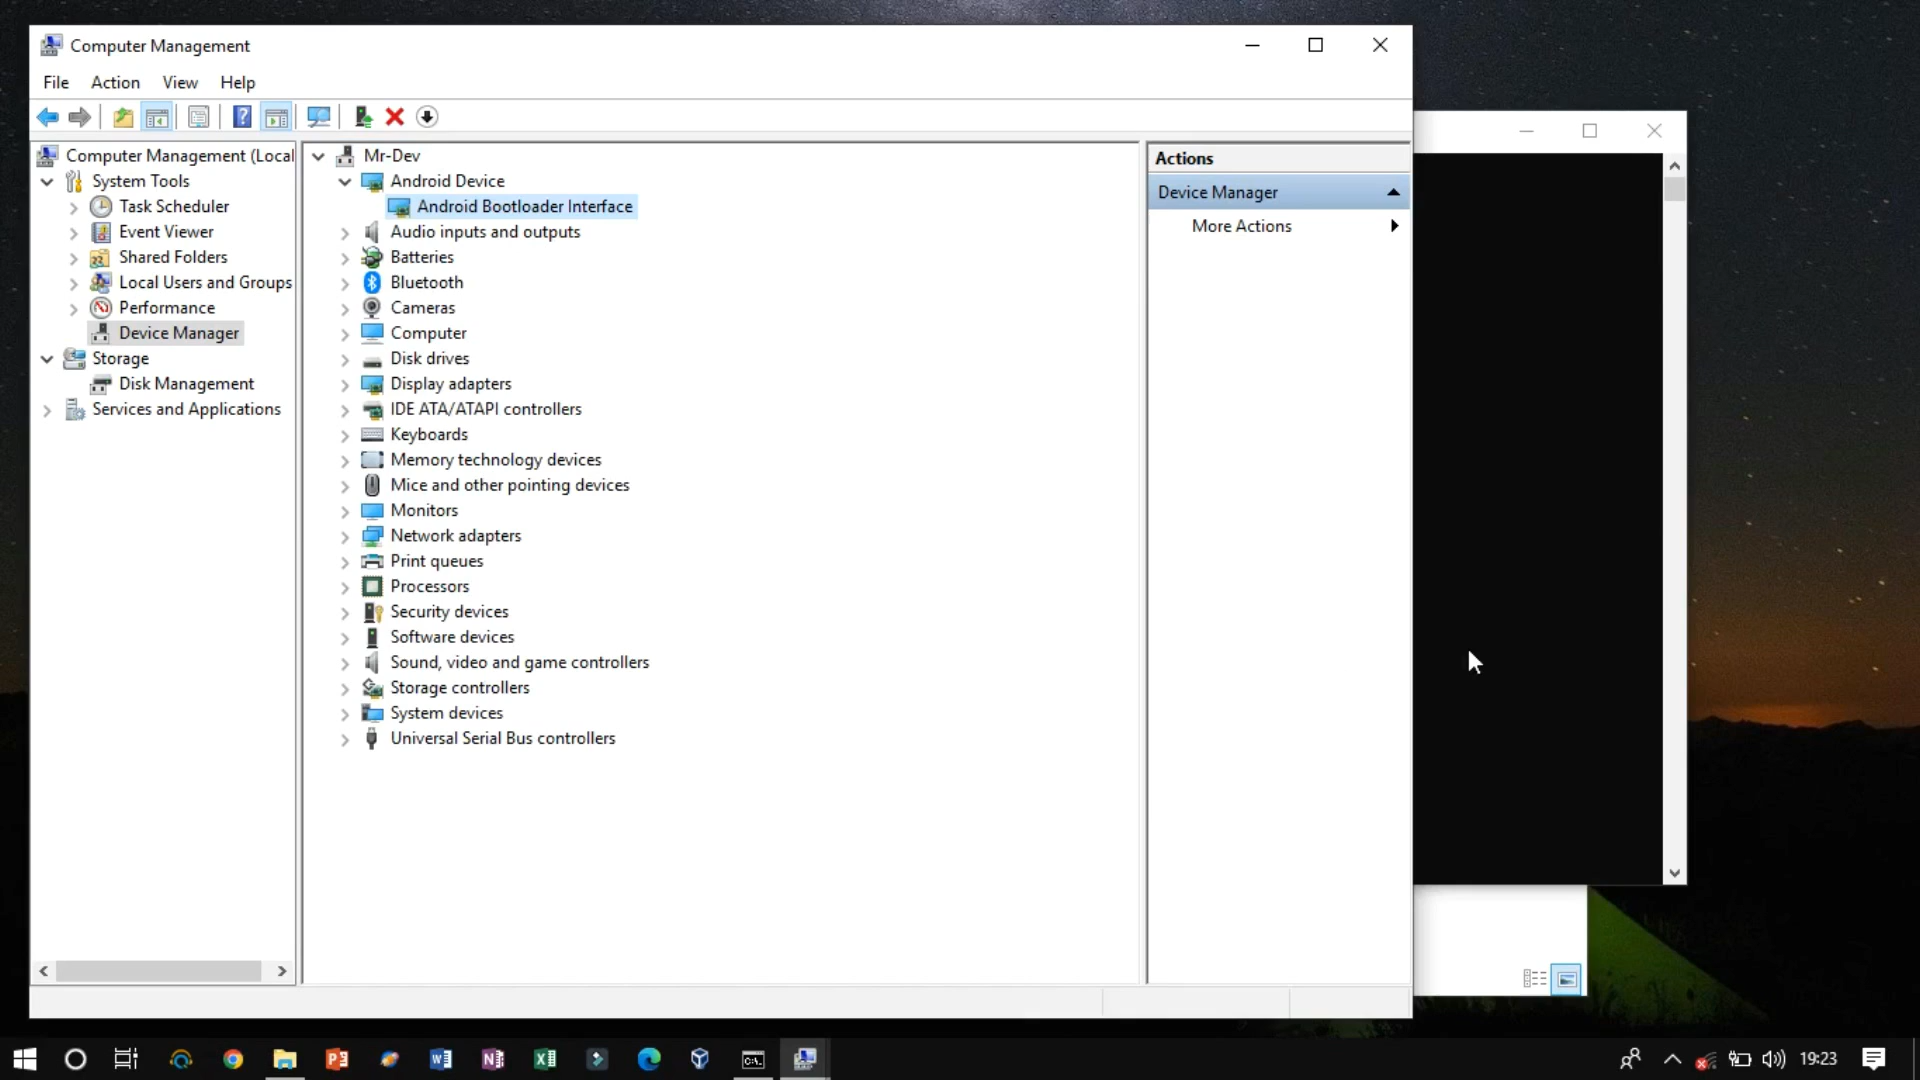 Computer Management
File Action View Help
Computer Management (Local
System Tools
Task Scheduler
Event Viewer
Shared Folders
Local Users and Groups
Performance
Device Manager
Storage
Disk Management
Services and Applications
Mr-Dev
Android Device
Android Bootloader Interface
Audio inputs and outputs
Batteries
Bluetooth
Cameras
Computer
Disk drives
Display adapters
IDE ATA/ATAPI controllers
Keyboards
Memory technology devices
Mice and other pointing devices
Monitors
Network adapters
Print queues
Processors
Security devices
Software devices
Sound, video and game controllers
Storage controllers
System devices
Universal Serial Bus controllers
Actions
Device Manager
More Actions
19:23